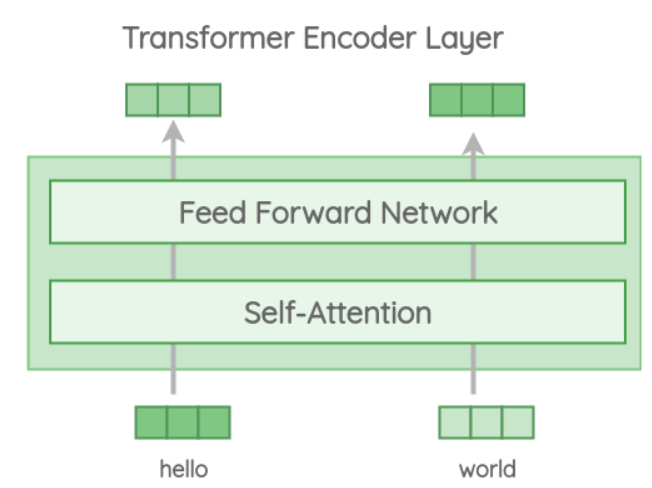 Transformer Encoder Layer
Feed Forward Network
Self-Attention
hello
world